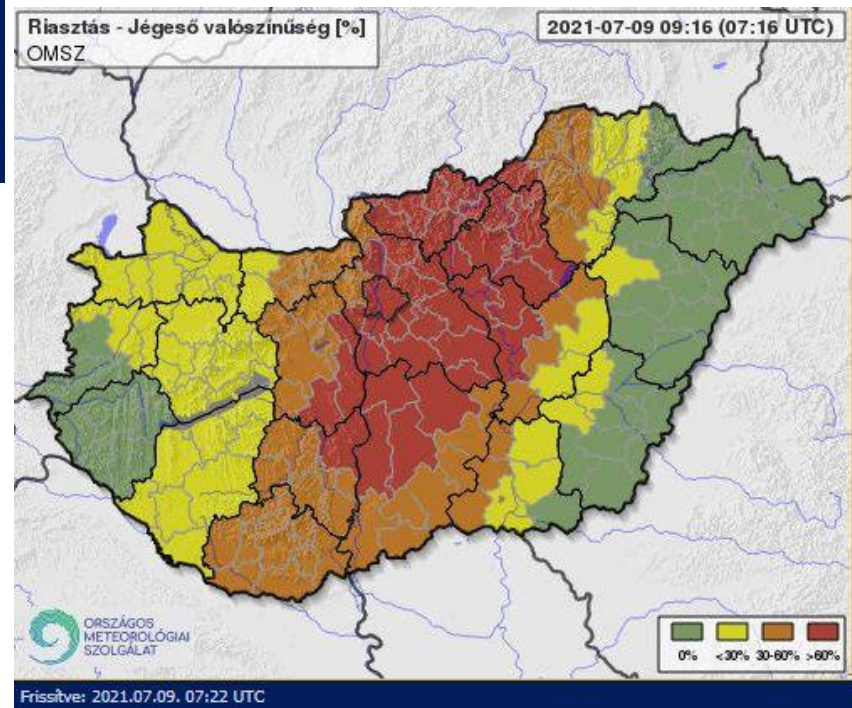 Riasztás - Jégeső valószínűség [%]
OMSZ
2021-07-09 09:16 (07:16 UTC)
ORSZÁGOS
METEOROLÓGIAI
SZOLGÁLAT
0% <30% 30-60% >60%
Frissítve: 2021.07.09. 07:22 UTC